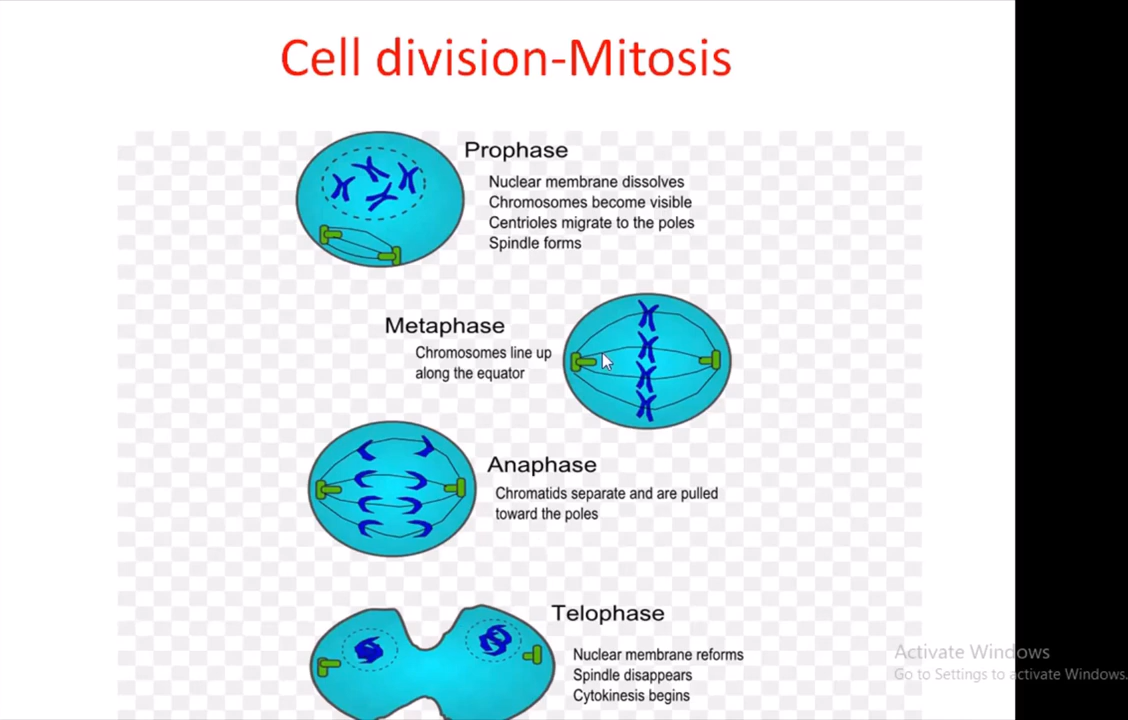 Cell division-Mitosis
Prophase
Nuclear membrane dissolves
Chromosomes become visible
Centrioles migrate to the poles
Spindle forms
Metaphase
Chromosomes line up
along the equator
Anaphase
Chromatids separate and are pulled
toward the poles
Telophase
Nuclear membrane reforms
Spindle disappears
Cytokinesis begins
Activate Windows
Go to Settings to activate Windows.